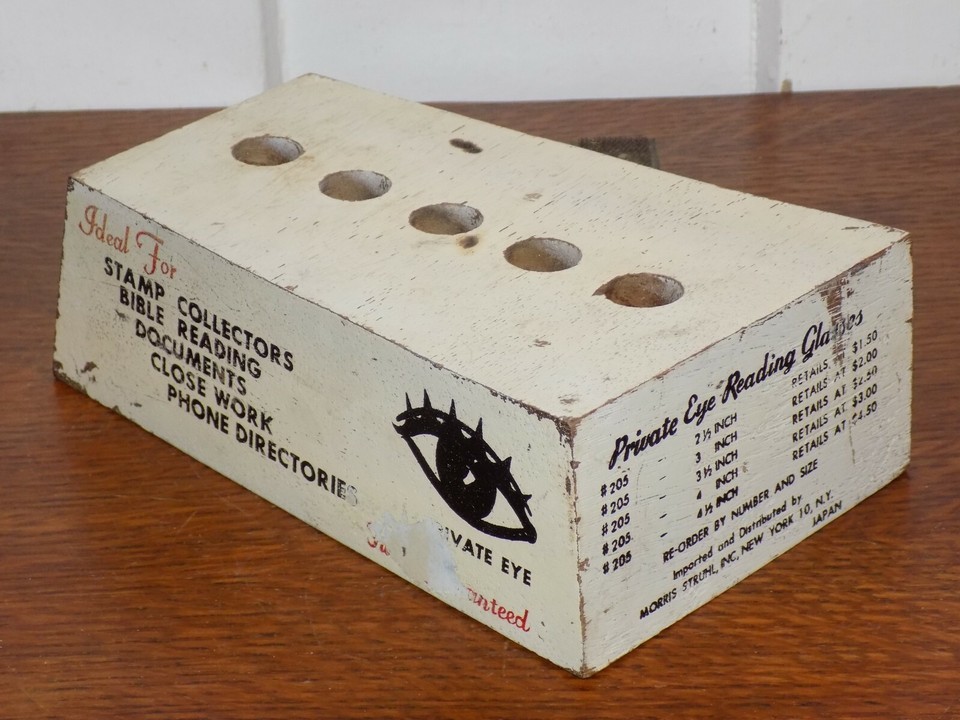 Ideal For
STAMP COLLECTORS
BIBLE READING
DOCUMENTS
CLOSE WORK
PHONE DIRECTORIES
VATE EYE
anteed
Private Eye Reading Glasses
#205 - 2½ INCH RETAILS AT $1.50
#205 - 3 INCH RETAILS AT $2.00
#205 - 3½ INCH RETAILS AT $2.50
#205 - 4 INCH RETAILS AT $3.00
#205 - 4½ INCH RETAILS AT $4.50
RE-ORDER BY NUMBER AND SIZE
Imported and Distributed by
MORRIS STRUHL, INC, NEW YORK 10, N.Y.
JAPAN